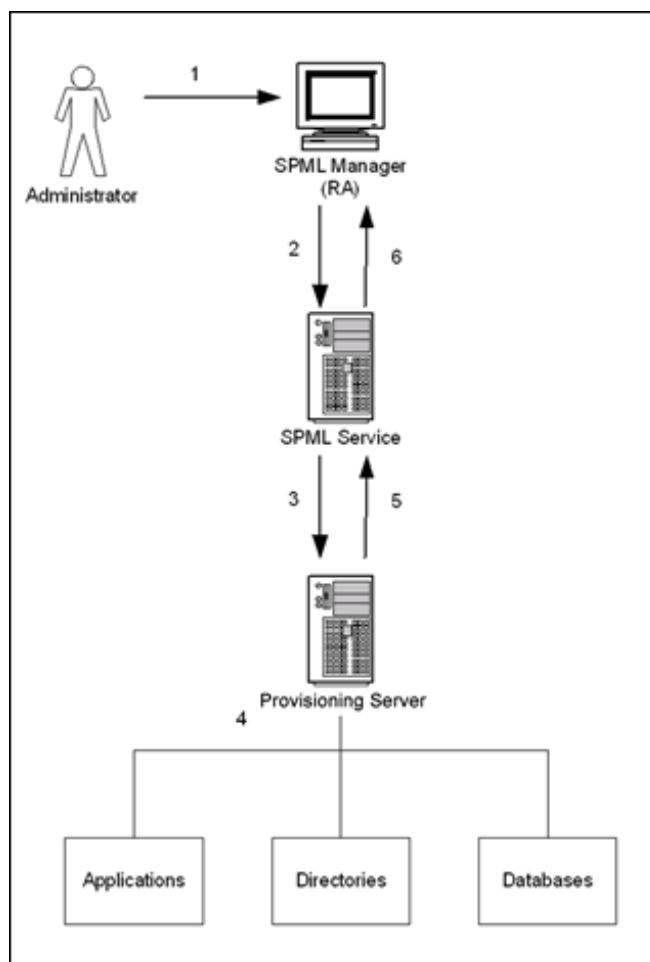 1
Administrator
SPML Manager
(RA)
2
6
SPML Service
3
5
Provisioning Server
4
Applications
Directories
Databases